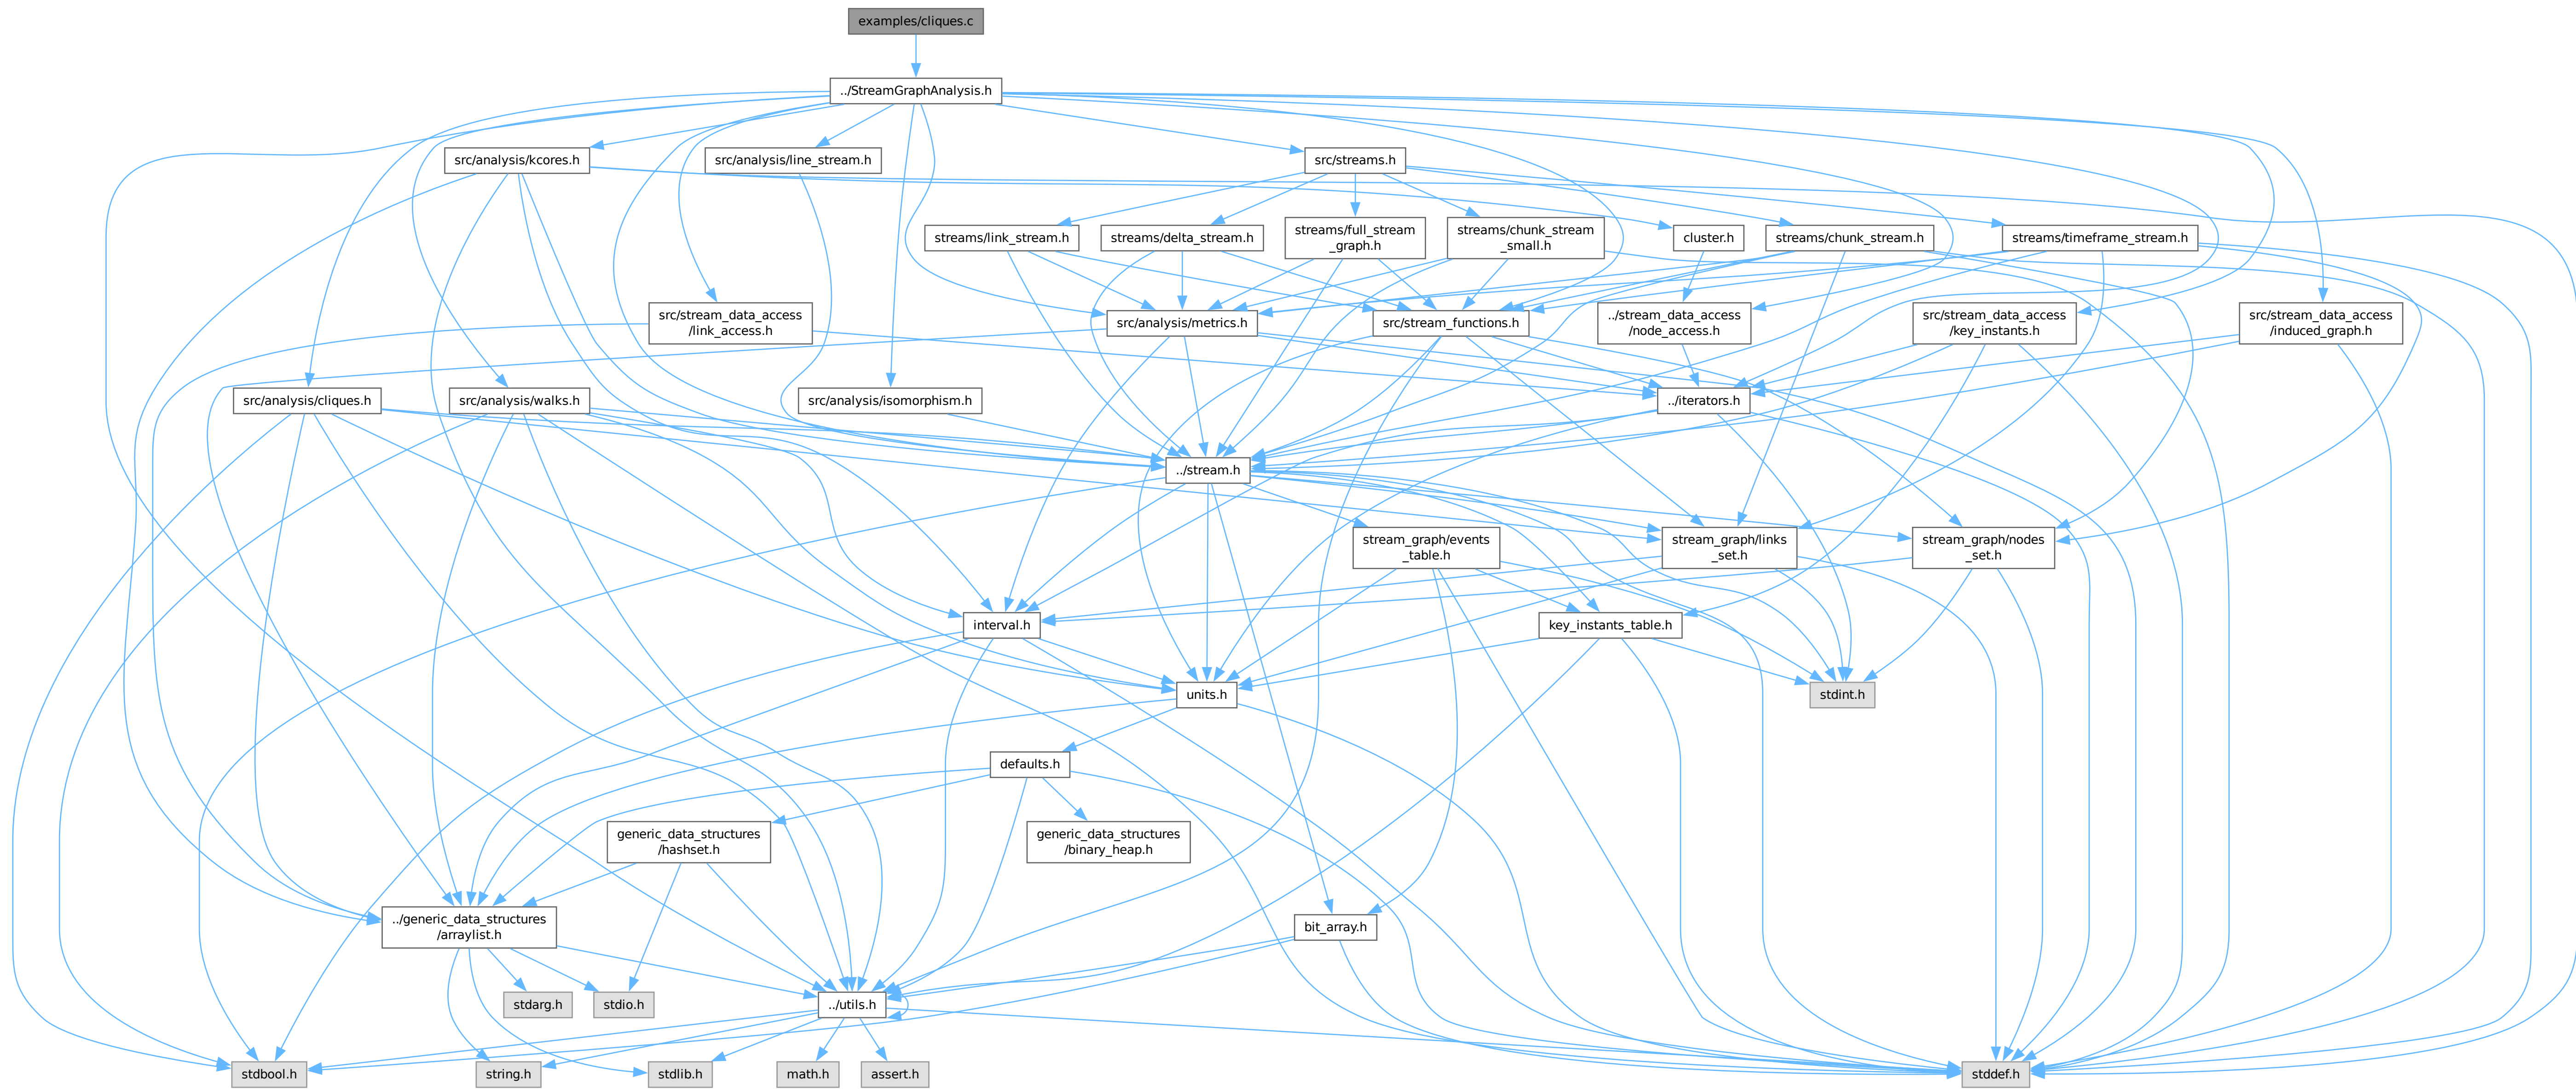 examples/cliques.c
../StreamGraphAnalysis.h
src/analysis/kcores.h
src/analysis/line_stream.h
src/streams.h
streams/link_stream.h
streams/delta_stream.h
streams/full_stream
_graph.h
streams/chunk_stream
_small.h
cluster.h
streams/chunk_stream.h
streams/timeframe_stream.h
src/stream_data_access
/link_access.h
src/analysis/metrics.h
src/stream_functions.h
../stream_data_access
/node_access.h
src/stream_data_access
/key_instants.h
src/stream_data_access
/induced_graph.h
src/analysis/cliques.h
src/analysis/walks.h
src/analysis/isomorphism.h
../iterators.h
../stream.h
stream_graph/events
_table.h
stream_graph/links
_set.h
stream_graph/nodes
_set.h
interval.h
key_instants_table.h
units.h
stdint.h
defaults.h
generic_data_structures
/hashset.h
generic_data_structures
/binary_heap.h
../generic_data_structures
/arraylist.h
bit_array.h
stdarg.h
stdio.h
../utils.h
stdbool.h
string.h
stdlib.h
math.h
assert.h
stddef.h